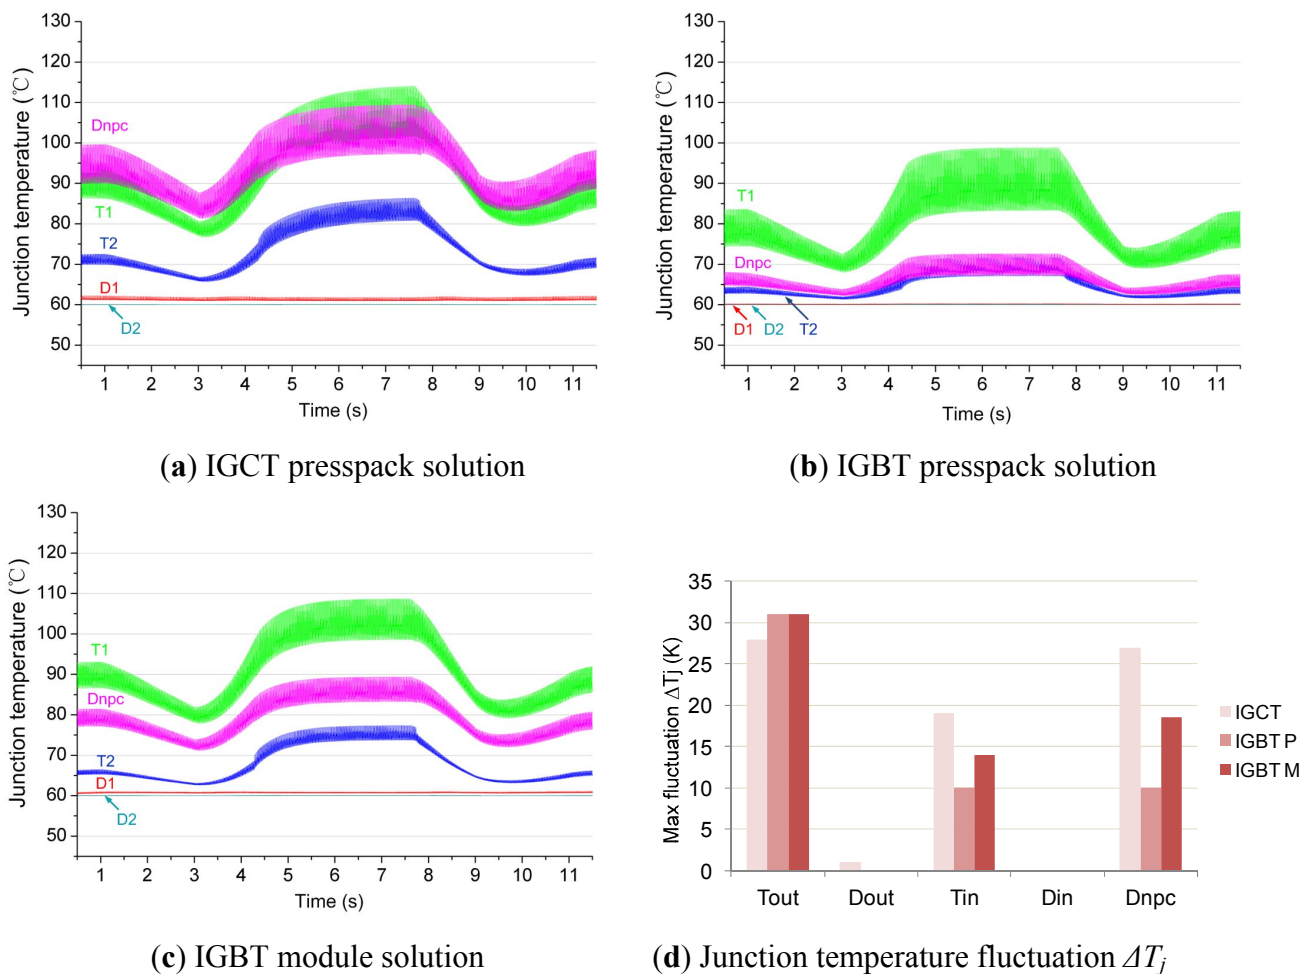 130
120
110
100
90
80
70
60
50
Junction temperature (℃)
Dnpc
T1
T2
D1
D2
1 2 3 4 5 6 7 8 9 10 11
Time (s)
(a) IGCT presspack solution
130
120
110
100
90
80
70
60
50
Junction temperature (℃)
T1
Dnpc
D1 D2 T2
1 2 3 4 5 6 7 8 9 10 11
Time (s)
(b) IGBT presspack solution
130
120
110
100
90
80
70
60
50
Junction temperature (℃)
T1
Dnpc
T2
D1
D2
1 2 3 4 5 6 7 8 9 10 11
Time (s)
(c) IGBT module solution
35
30
25
20
15
10
5
0
Max fluctuation ΔTj (K)
Tout Dout Tin Din Dnpc
IGCT
IGBT P
IGBT M
(d) Junction temperature fluctuation ΔTj